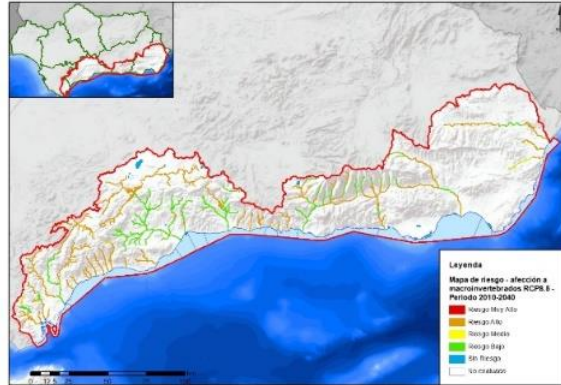 Leyenda
Mapa de riesgo - afección a
macroinvertebrados RCP8.5 -
Periodo 2010-2040
Riesgo Muy Alto
Riesgo Alto
Riesgo Medio
Riesgo Bajo
Sin Riesgo
No evaluado